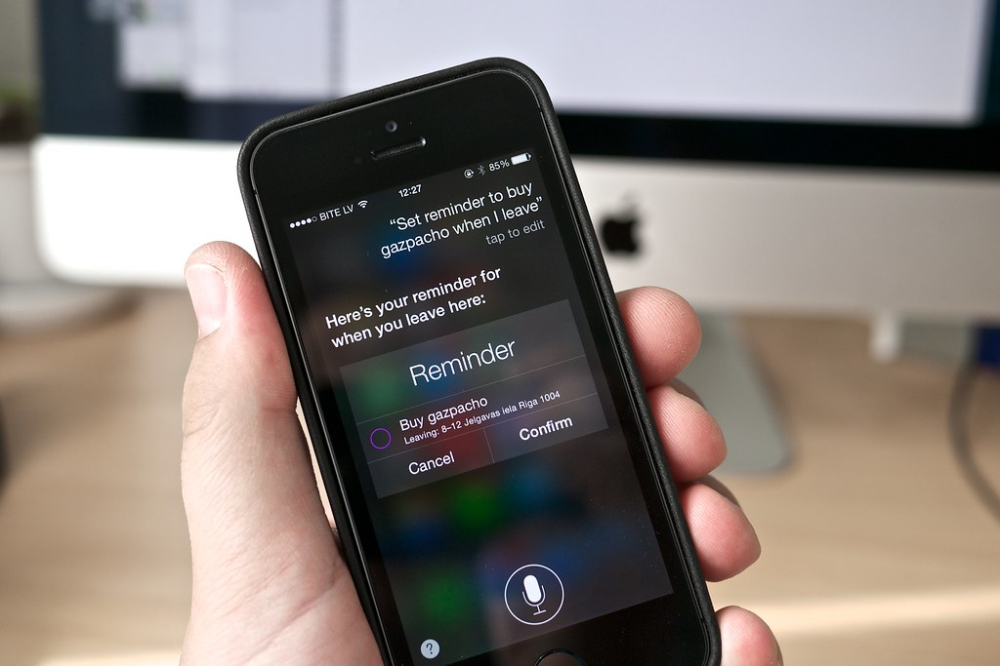 BITE LV 12:27 85%
“Set reminder to buy
gazpacho when I leave”
tap to edit
Here's your reminder for
when you leave here:
Reminder
Buy gazpacho
Leaving: 8–12 Jelgavas iela Riga 1004
Cancel Confirm
?